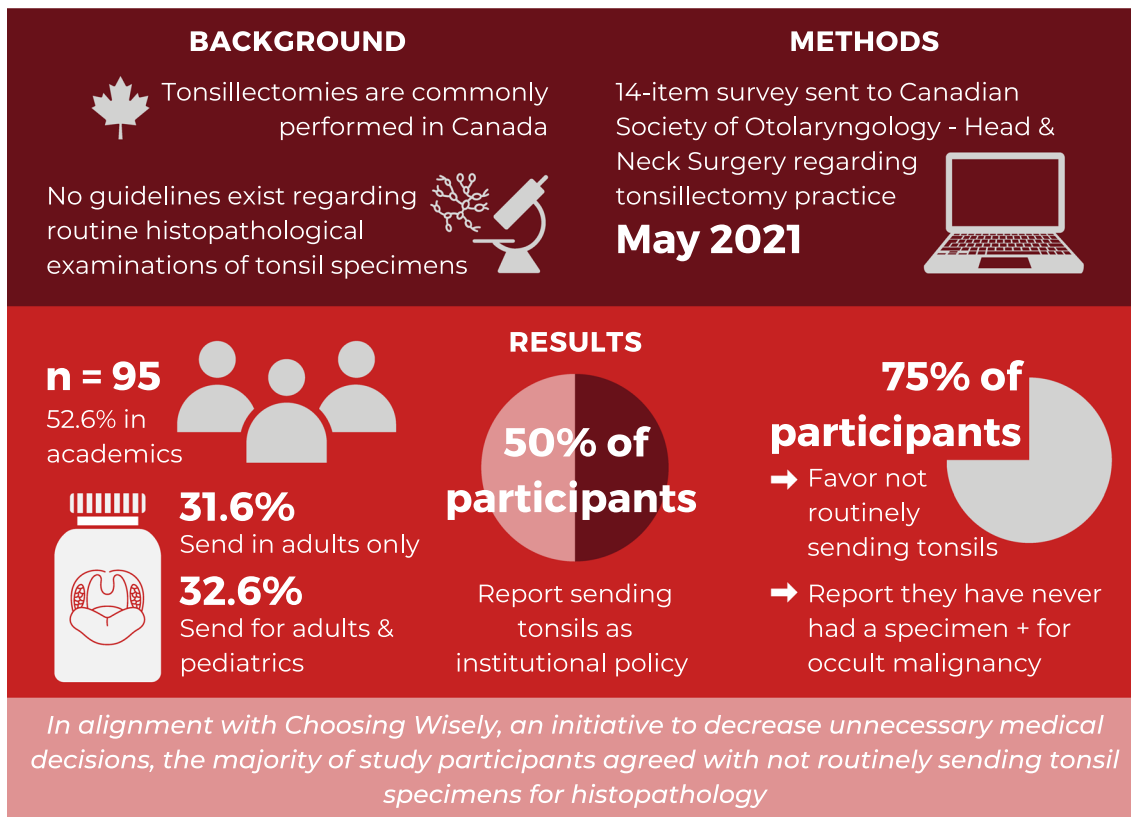 BACKGROUND
Tonsillectomies are commonly
performed in Canada
No guidelines exist regarding
routine histopathological
examinations of tonsil specimens
METHODS
14-item survey sent to Canadian
Society of Otolaryngology - Head &
Neck Surgery regarding
tonsillectomy practice
May 2021
RESULTS
n = 95
52.6% in
academics
31.6%
Send in adults only
32.6%
Send for adults &
pediatrics
50% of
participants
Report sending
tonsils as
institutional policy
75% of
participants
Favor not
routinely
sending tonsils
Report they have never
had a specimen + for
occult malignancy
In alignment with Choosing Wisely, an initiative to decrease unnecessary medical
decisions, the majority of study participants agreed with not routinely sending tonsil
specimens for histopathology